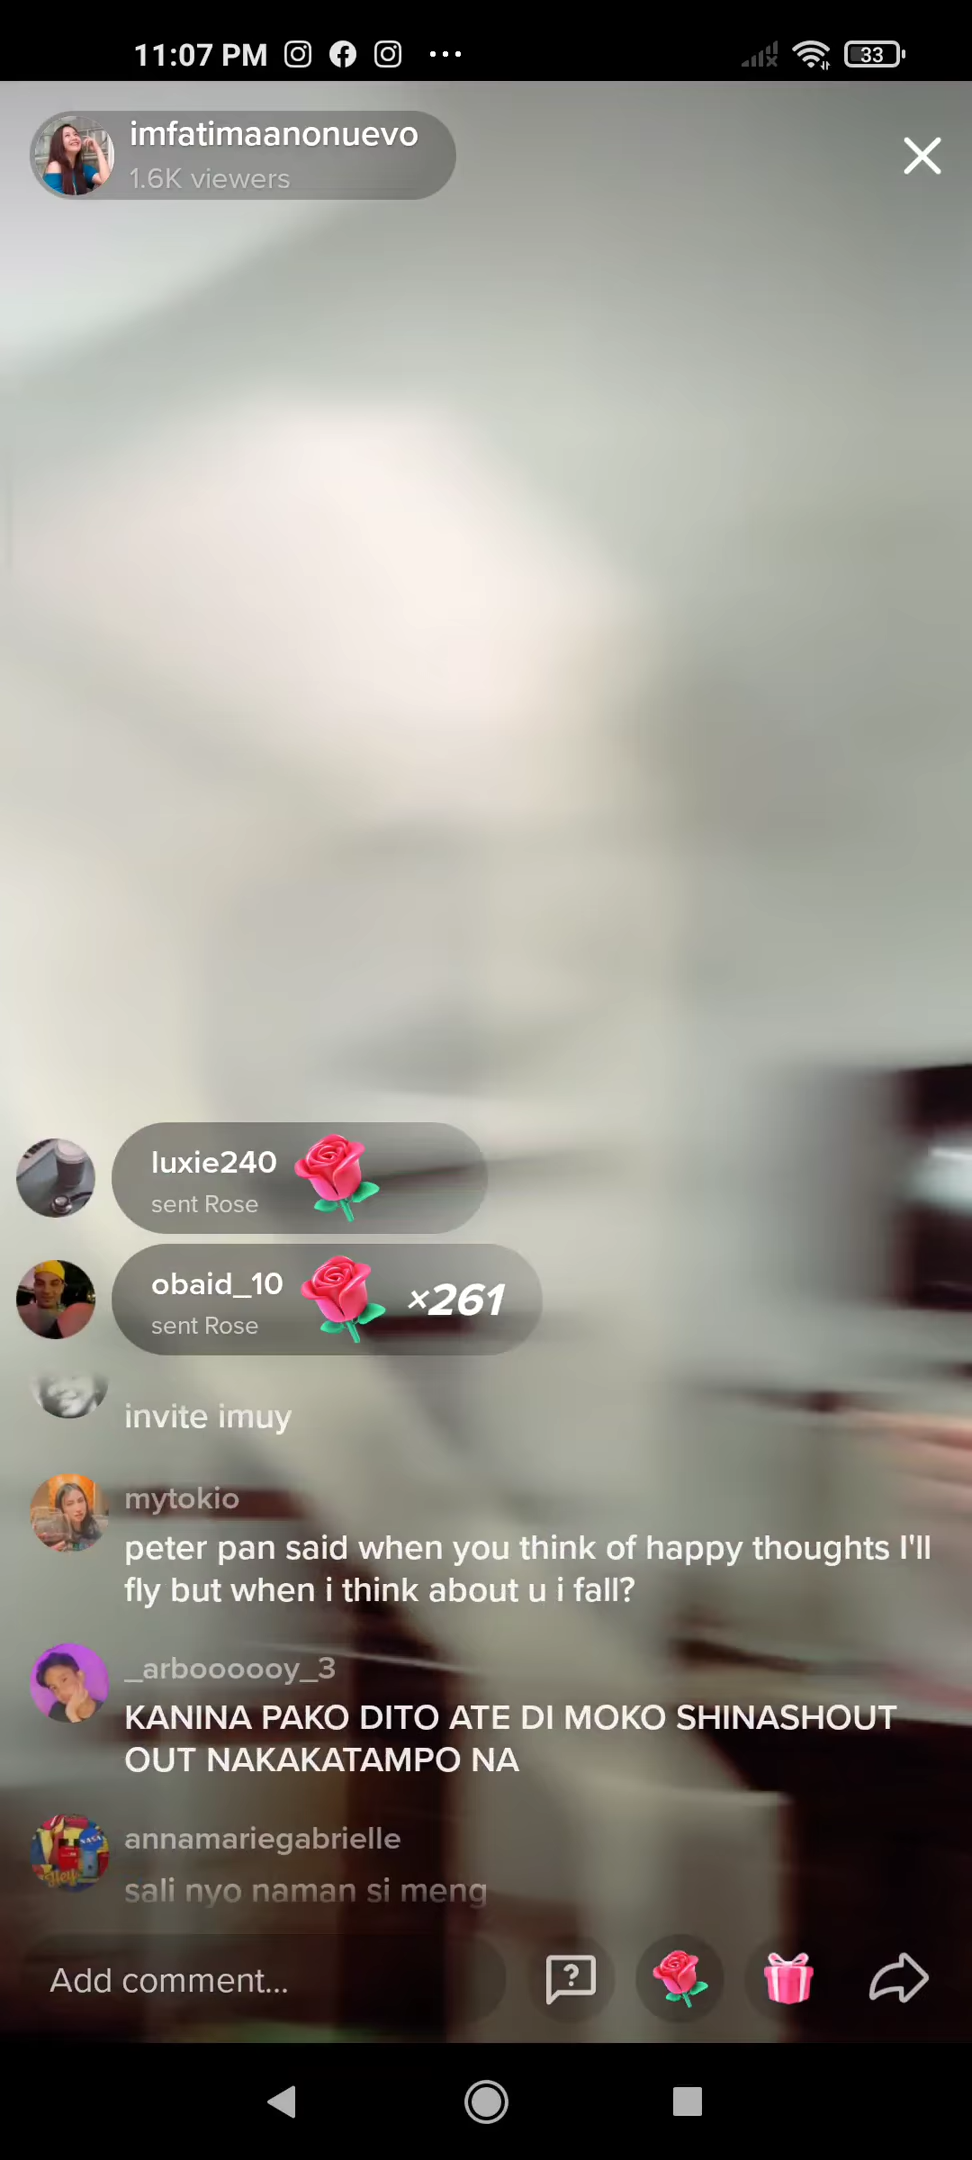 11:07 PM
33
imfatimaanonuevo
1.6K viewers
luxie240
sent Rose
obaid_10
sent Rose
×261
invite imuy
mytokio
peter pan said when you think of happy thoughts I'll
fly but when i think about u i fall?
_arboooooy_3
KANINA PAKO DITO ATE DI MOKO SHINASHOUT
OUT NAKAKATAMPO NA
annamariegabrielle
sali nyo naman si meng
Add comment...